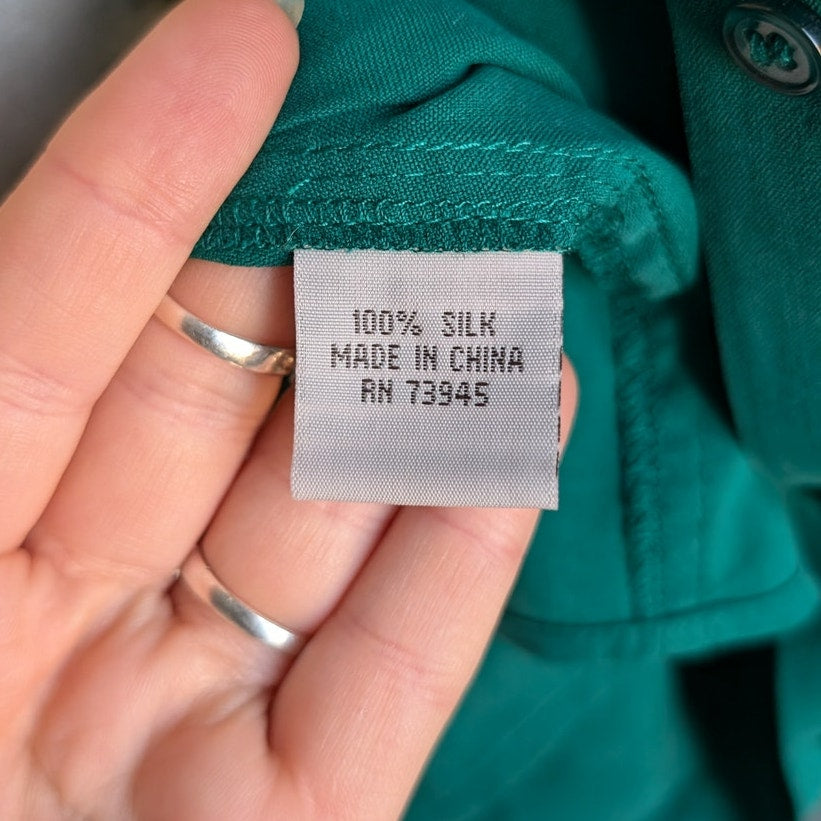 100% SILK
MADE IN CHINA
RN 73945